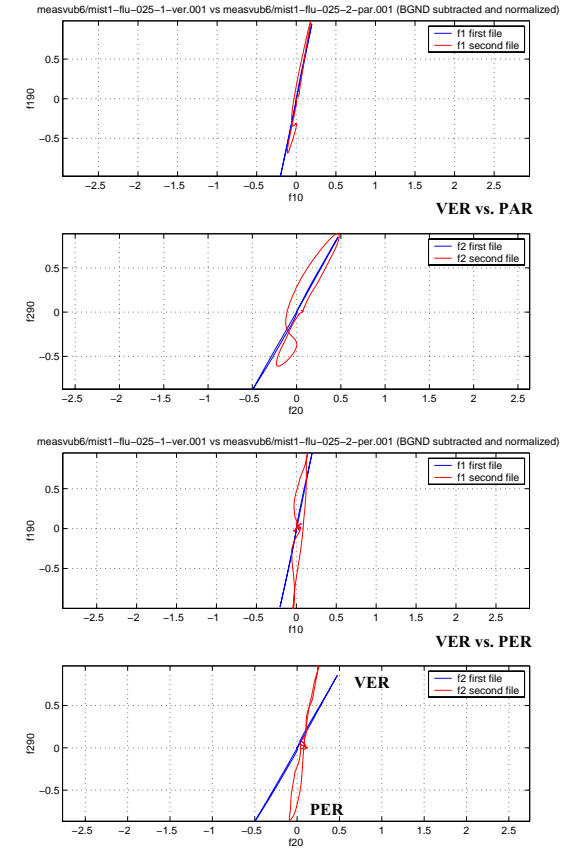 measvub6/mist1−flu−025−1−ver.001 vs measvub6/mist1−flu−025−2−par.001 (BGND subtracted and normalized)
f1 first file
f1 second file
0.5
0
−0.5
f190
−2.5 −2 −1.5 −1 −0.5 0 0.5 1 1.5 2 2.5
f10
VER vs. PAR
f2 first file
f2 second file
0.5
0
−0.5
f290
−2.5 −2 −1.5 −1 −0.5 0 0.5 1 1.5 2 2.5
f20
measvub6/mist1−flu−025−1−ver.001 vs measvub6/mist1−flu−025−2−per.001 (BGND subtracted and normalized)
f1 first file
f1 second file
0.5
0
−0.5
f190
−2.5 −2 −1.5 −1 −0.5 0 0.5 1 1.5 2 2.5
f10
VER vs. PER
VER
f2 first file
f2 second file
0.5
0
−0.5
f290
PER
−2.5 −2 −1.5 −1 −0.5 0 0.5 1 1.5 2 2.5
f20